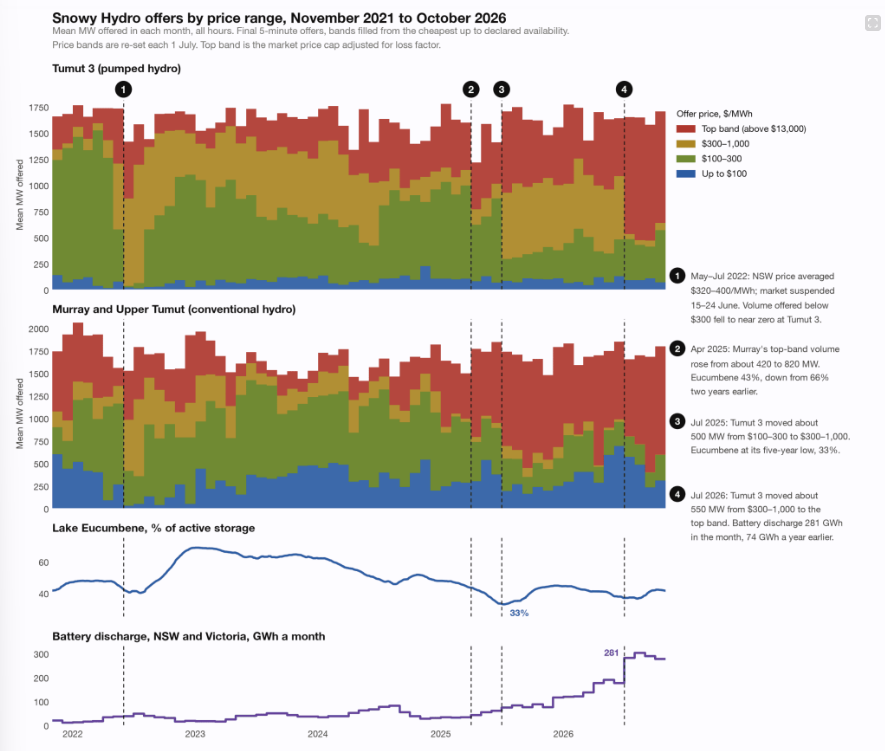 Snowy Hydro offers by price range, November 2021 to October 2026
Mean MW offered in each month, all hours. Final 5-minute offers, bands filled from the cheapest up to declared availability.
Price bands are re-set each 1 July. Top band is the market price cap adjusted for loss factor.
Tumut 3 (pumped hydro)
1
2
3
4
Mean MW offered
1750
1500
1250
1000
750
500
250
0
Offer price, $/MWh
Top band (above $13,000)
$300–1,000
$100–300
Up to $100
Murray and Upper Tumut (conventional hydro)
Mean MW offered
2000
1750
1500
1250
1000
750
500
250
0
1 May–Jul 2022: NSW price averaged
$320–400/MWh; market suspended
15–24 June. Volume offered below
$300 fell to near zero at Tumut 3.
2 Apr 2025: Murray's top-band volume
rose from about 420 to 820 MW.
Eucumbene 43%, down from 66%
two years earlier.
3 Jul 2025: Tumut 3 moved about
500 MW from $100–300 to $300–1,000.
Eucumbene at its five-year low, 33%.
4 Jul 2026: Tumut 3 moved about
550 MW from $300–1,000 to the
top band. Battery discharge 281 GWh
in the month, 74 GWh a year earlier.
Lake Eucumbene, % of active storage
60
40
33%
Battery discharge, NSW and Victoria, GWh a month
300
200
100
0
281
2022
2023
2024
2025
2026